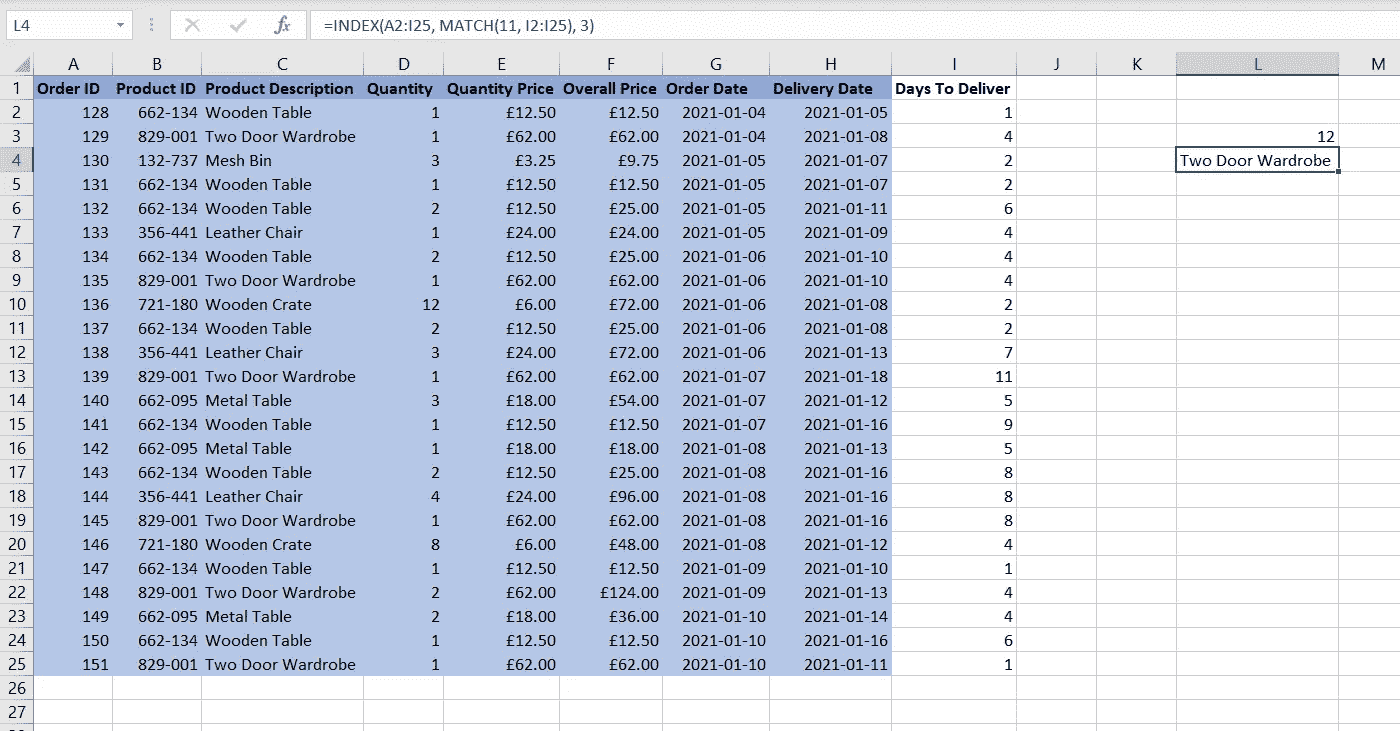 L4 fx =INDEX(A2:I25, MATCH(11, I2:I25), 3)
A B C D E F G H I J K L M
1 Order ID Product ID Product Description Quantity Quantity Price Overall Price Order Date Delivery Date Days To Deliver
2 128 662-134 Wooden Table 1 £12.50 £12.50 2021-01-04 2021-01-05 1
3 129 829-001 Two Door Wardrobe 1 £62.00 £62.00 2021-01-04 2021-01-08 4 12
4 130 132-737 Mesh Bin 3 £3.25 £9.75 2021-01-05 2021-01-07 2 Two Door Wardrobe
5 131 662-134 Wooden Table 1 £12.50 £12.50 2021-01-05 2021-01-07 2
6 132 662-134 Wooden Table 2 £12.50 £25.00 2021-01-05 2021-01-11 6
7 133 356-441 Leather Chair 1 £24.00 £24.00 2021-01-05 2021-01-09 4
8 134 662-134 Wooden Table 2 £12.50 £25.00 2021-01-06 2021-01-10 4
9 135 829-001 Two Door Wardrobe 1 £62.00 £62.00 2021-01-06 2021-01-10 4
10 136 721-180 Wooden Crate 12 £6.00 £72.00 2021-01-06 2021-01-08 2
11 137 662-134 Wooden Table 2 £12.50 £25.00 2021-01-06 2021-01-08 2
12 138 356-441 Leather Chair 3 £24.00 £72.00 2021-01-06 2021-01-13 7
13 139 829-001 Two Door Wardrobe 1 £62.00 £62.00 2021-01-07 2021-01-18 11
14 140 662-095 Metal Table 3 £18.00 £54.00 2021-01-07 2021-01-12 5
15 141 662-134 Wooden Table 1 £12.50 £12.50 2021-01-07 2021-01-16 9
16 142 662-095 Metal Table 1 £18.00 £18.00 2021-01-08 2021-01-13 5
17 143 662-134 Wooden Table 2 £12.50 £25.00 2021-01-08 2021-01-16 8
18 144 356-441 Leather Chair 4 £24.00 £96.00 2021-01-08 2021-01-16 8
19 145 829-001 Two Door Wardrobe 1 £62.00 £62.00 2021-01-08 2021-01-16 8
20 146 721-180 Wooden Crate 8 £6.00 £48.00 2021-01-08 2021-01-12 4
21 147 662-134 Wooden Table 1 £12.50 £12.50 2021-01-09 2021-01-10 1
22 148 829-001 Two Door Wardrobe 2 £62.00 £124.00 2021-01-09 2021-01-13 4
23 149 662-095 Metal Table 2 £18.00 £36.00 2021-01-10 2021-01-14 4
24 150 662-134 Wooden Table 1 £12.50 £12.50 2021-01-10 2021-01-16 6
25 151 829-001 Two Door Wardrobe 1 £62.00 £62.00 2021-01-10 2021-01-11 1
26
27